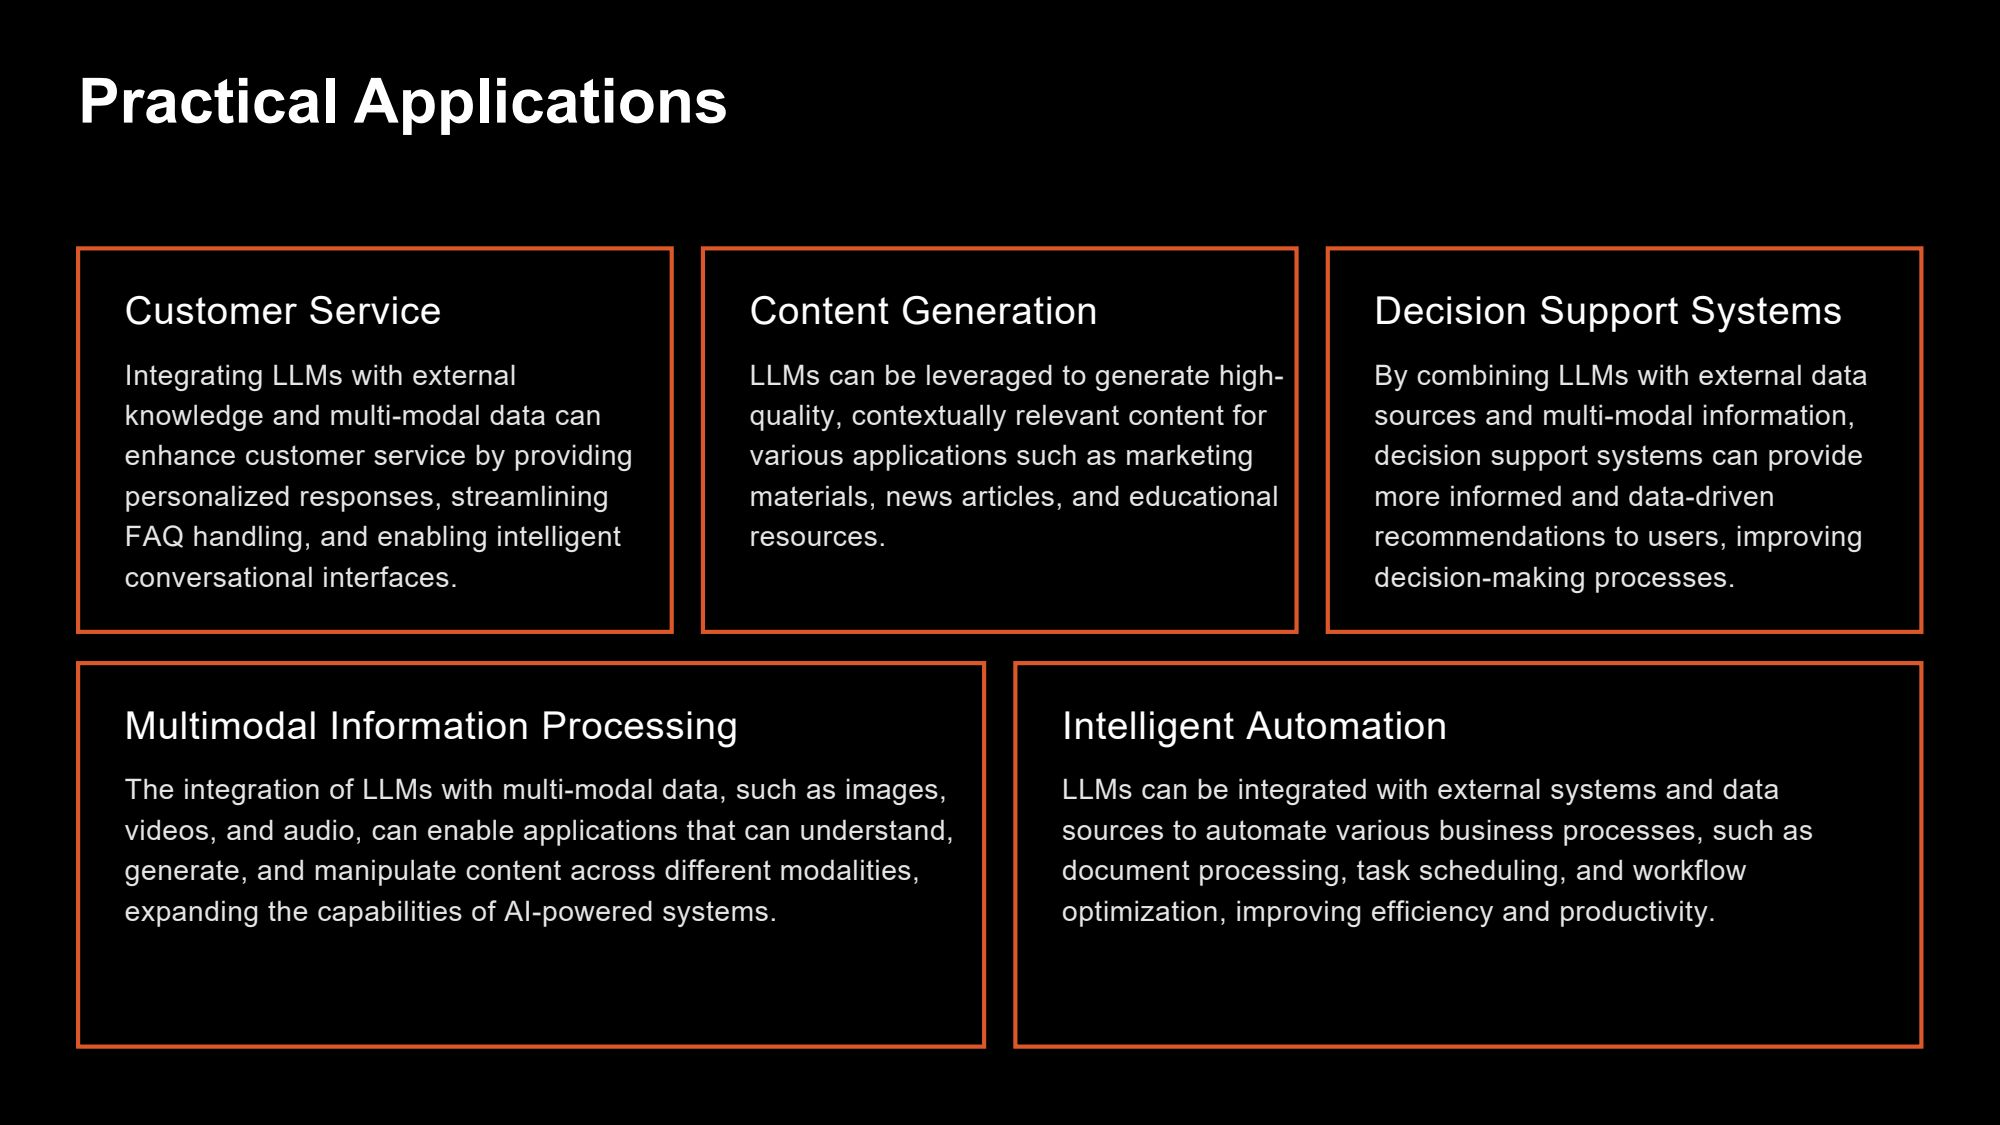 Practical Applications
Customer Service
Integrating LLMs with external
knowledge and multi-modal data can
enhance customer service by providing
personalized responses, streamlining
FAQ handling, and enabling intelligent
conversational interfaces.
Content Generation
LLMs can be leveraged to generate high-
quality, contextually relevant content for
various applications such as marketing
materials, news articles, and educational
resources.
Decision Support Systems
By combining LLMs with external data
sources and multi-modal information,
decision support systems can provide
more informed and data-driven
recommendations to users, improving
decision-making processes.
Multimodal Information Processing
The integration of LLMs with multi-modal data, such as images,
videos, and audio, can enable applications that can understand,
generate, and manipulate content across different modalities,
expanding the capabilities of AI-powered systems.
Intelligent Automation
LLMs can be integrated with external systems and data
sources to automate various business processes, such as
document processing, task scheduling, and workflow
optimization, improving efficiency and productivity.